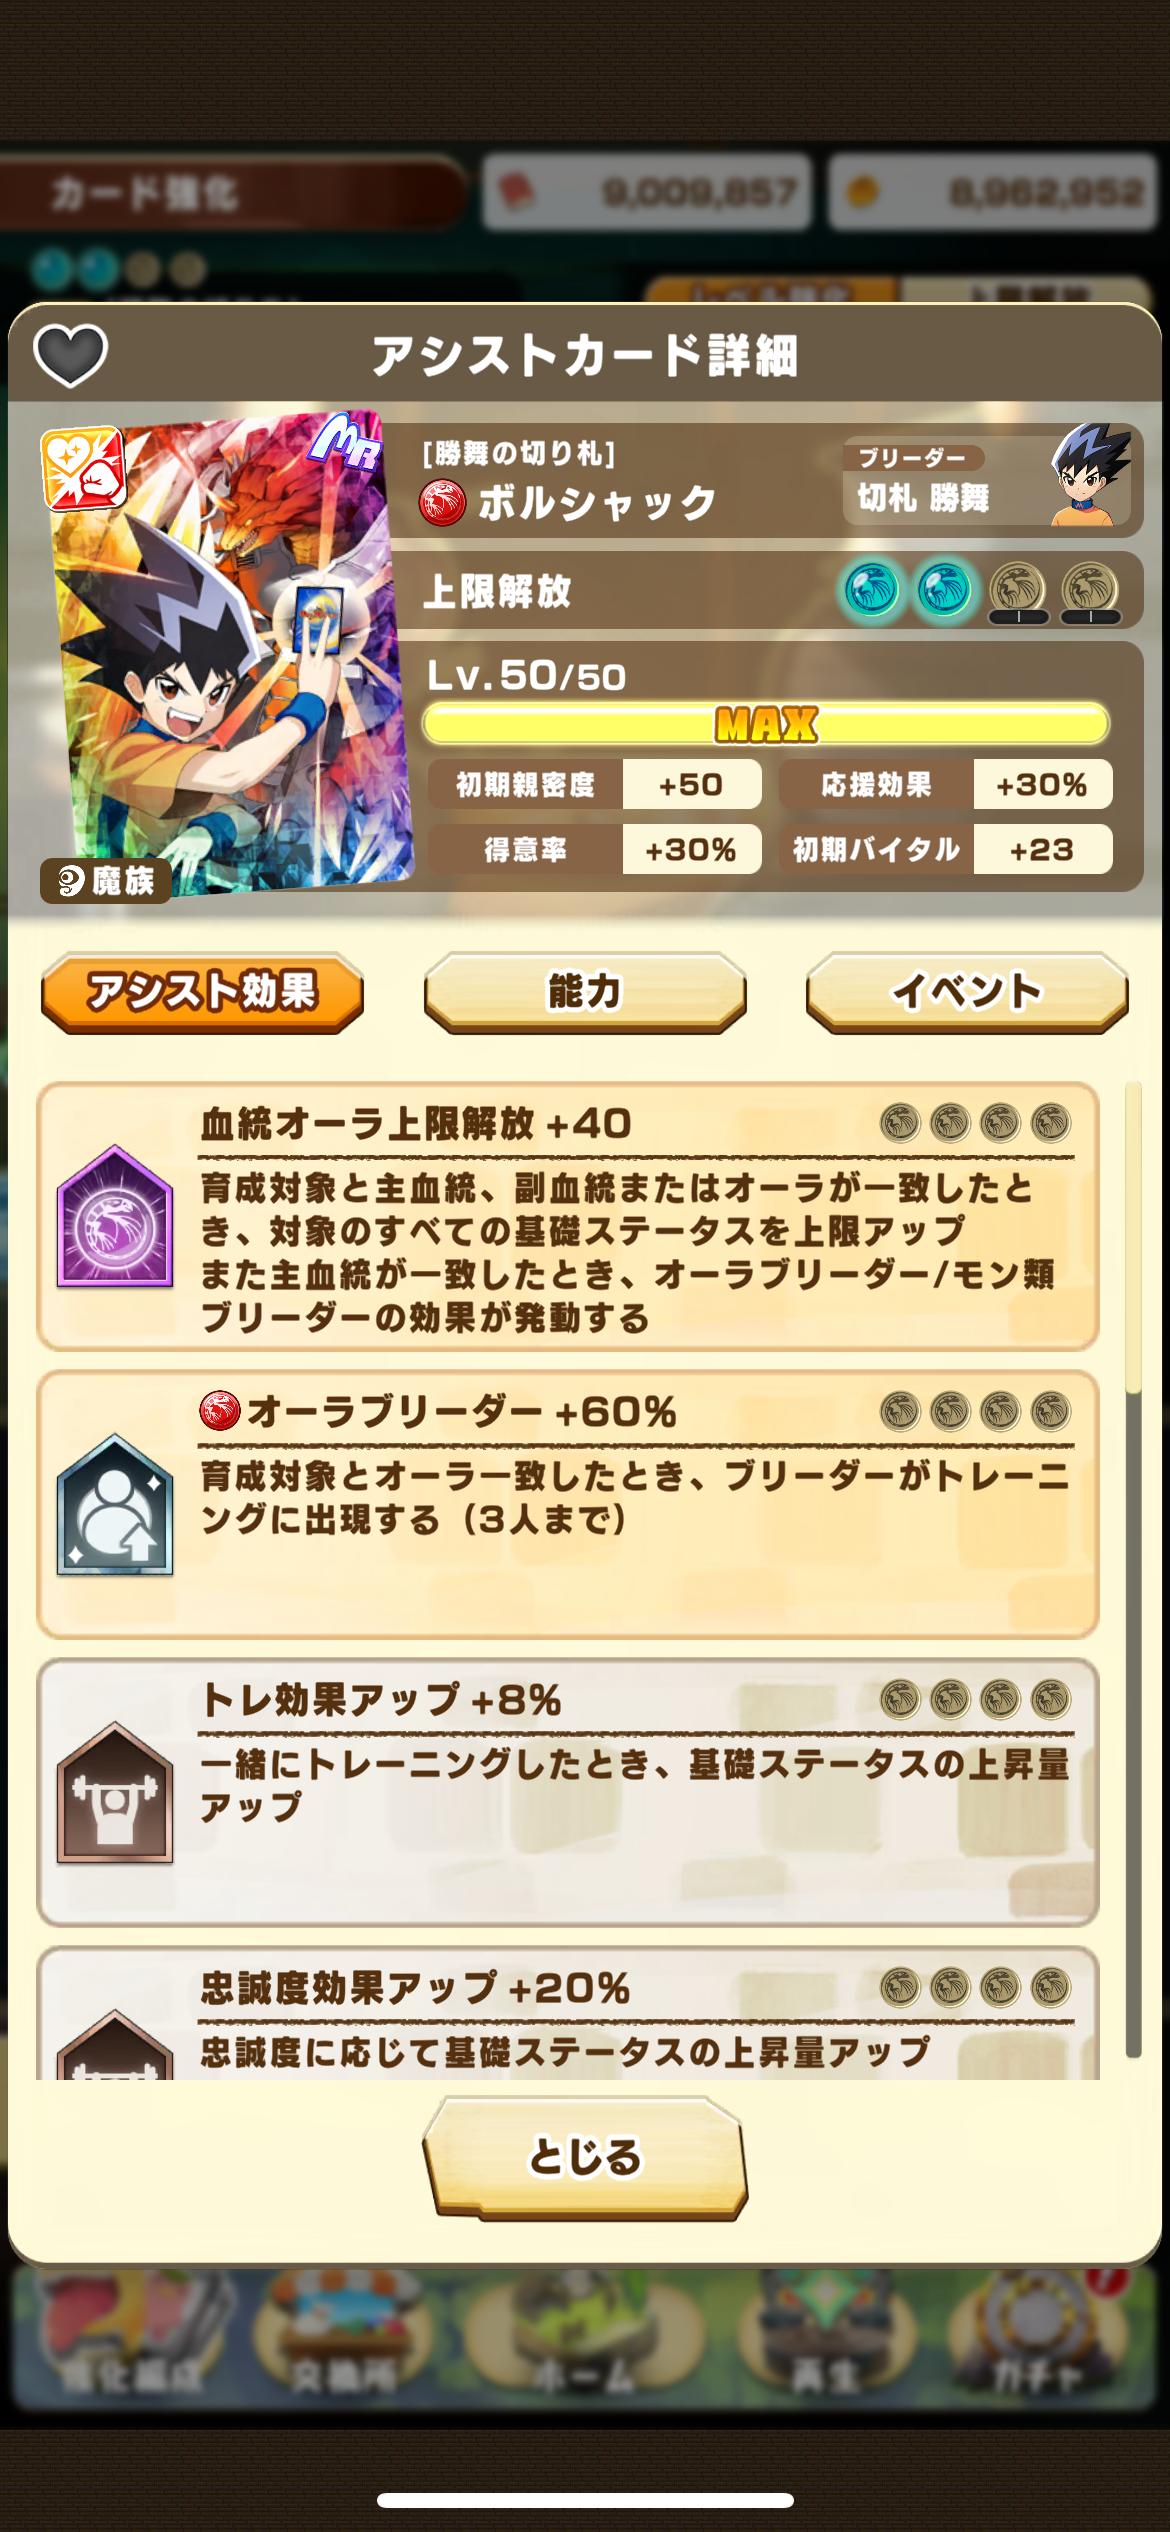 カード強化
9,009,857
8,962,952
アシストカード詳細
MR
[勝舞の切り札]
ボルシャック
ブリーダー
切札 勝舞
上限解放
Lv.50/50
MAX
初期親密度 +50 応援効果 +30%
得意率 +30% 初期バイタル +23
魔族
アシスト効果 能力 イベント
血統オーラ上限解放 +40
育成対象と主血統、副血統またはオーラが一致したと
き、対象のすべての基礎ステータスを上限アップ
また主血統が一致したとき、オーラブリーダー/モン類
ブリーダーの効果が発動する
オーラブリーダー +60%
育成対象とオーラ一致したとき、ブリーダーがトレーニ
ングに出現する（3人まで）
トレ効果アップ +8%
一緒にトレーニングしたとき、基礎ステータスの上昇量
アップ
忠誠度効果アップ +20%
忠誠度に応じて基礎ステータスの上昇量アップ
とじる
強化編成 交換所 ホーム 再生 ガチャ